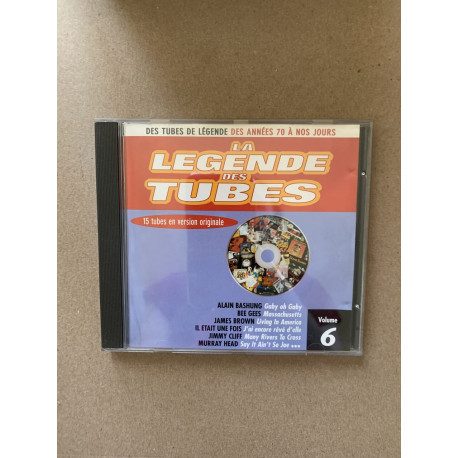 DES TUBES DE LÉGENDE DES ANNÉES 70 À NOS JOURS
LA
LEGENDE
DES
TUBES
15 tubes en version originale
ALAIN BASHUNG Gaby oh Gaby
BEE GEES Massachusetts
JAMES BROWN Living In America
IL ETAIT UNE FOIS J'ai encore rêvé d'elle
JIMMY CLIFF Many Rivers To Cross
MURRAY HEAD Say It Ain't So Joe ...
Volume
6